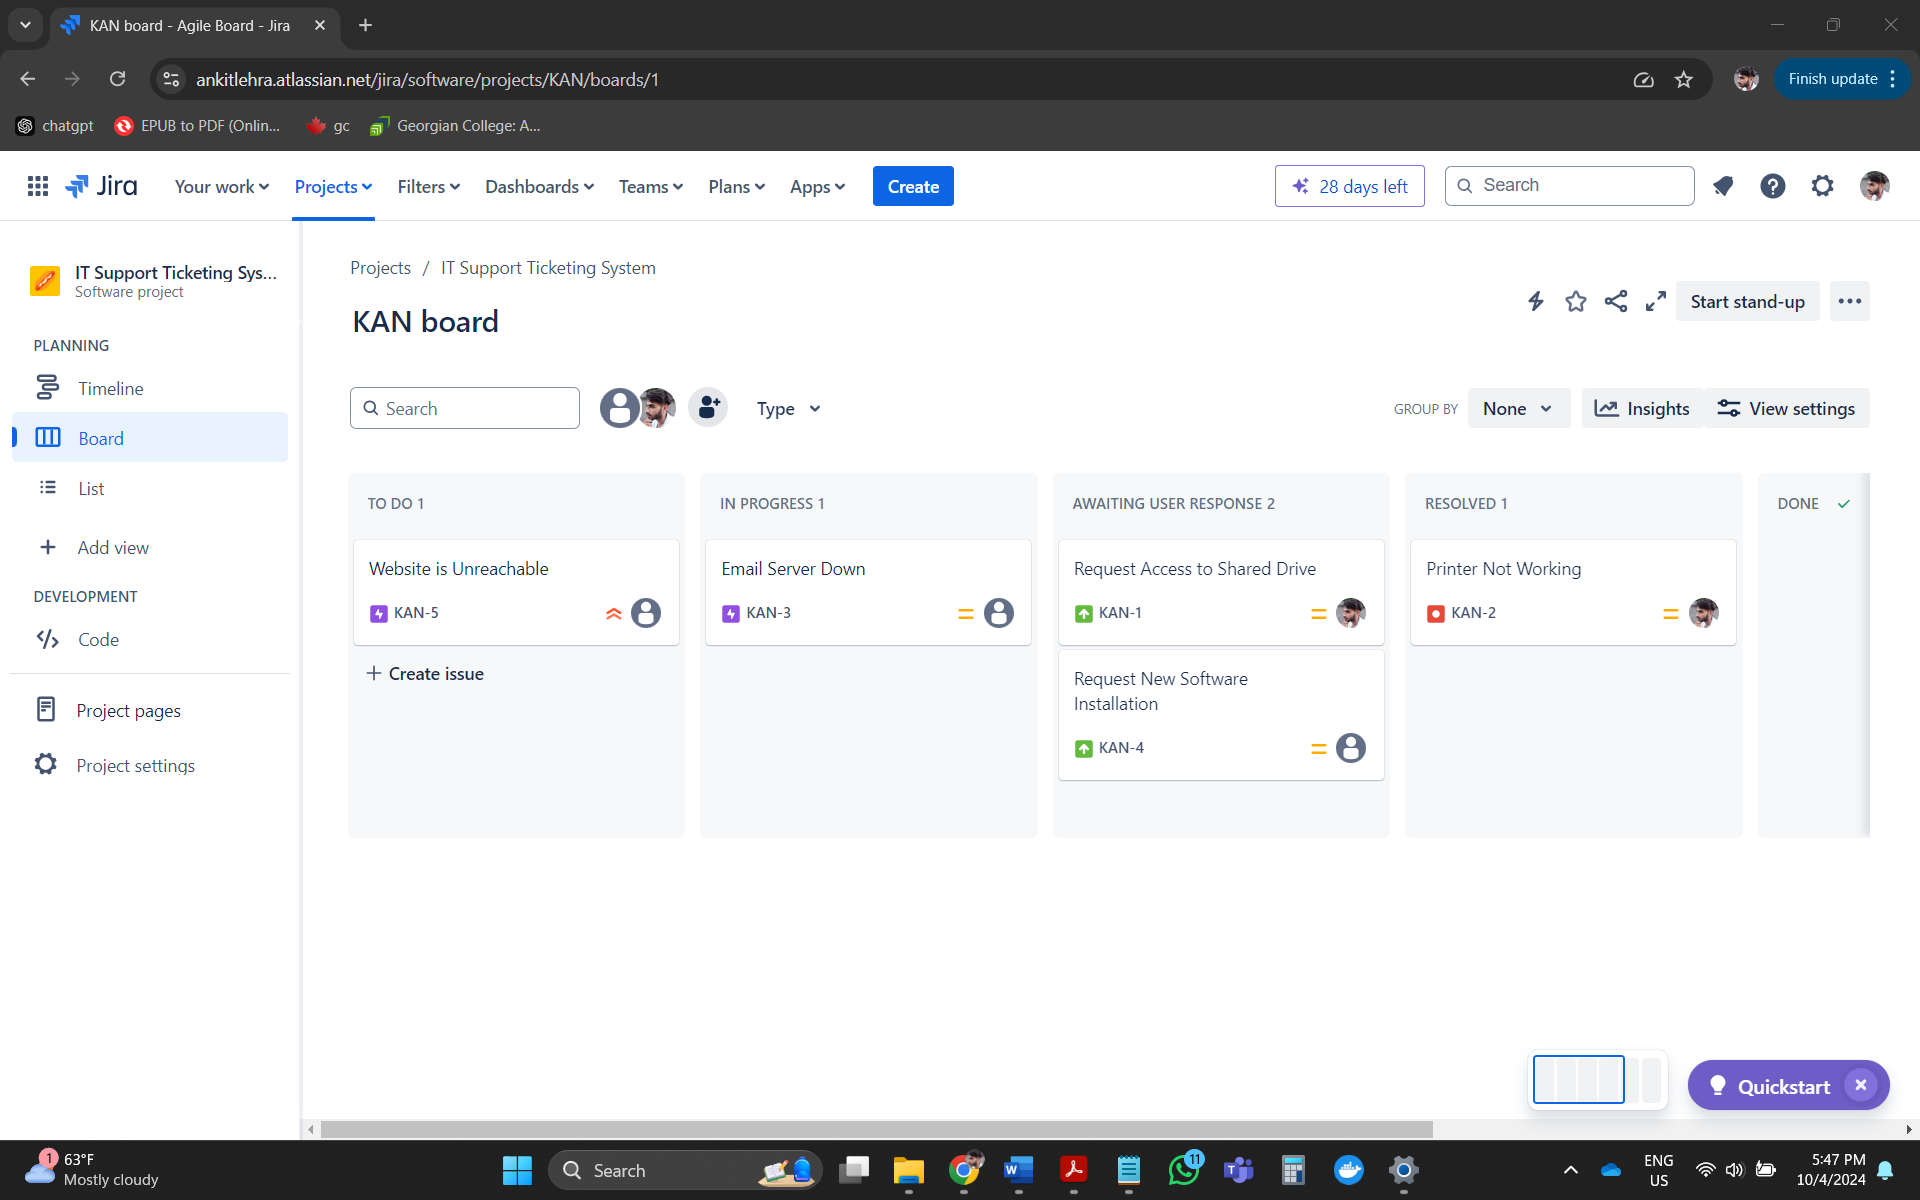 KAN board - Agile Board - Jira
ankitlehra.atlassian.net/jira/software/projects/KAN/boards/1
Finish update
chatgpt
EPUB to PDF (Onlin...
gc
Georgian College: A...
Jira
Your work
Projects
Filters
Dashboards
Teams
Plans
Apps
Create
28 days left
Search
IT Support Ticketing Sys...
Software project
PLANNING
Timeline
Board
List
Add view
DEVELOPMENT
Code
Project pages
Project settings
Projects / IT Support Ticketing System
KAN board
Start stand-up
Search
Type
GROUP BY
None
Insights
View settings
TO DO 1
Website is Unreachable
KAN-5
Create issue
IN PROGRESS 1
Email Server Down
KAN-3
AWAITING USER RESPONSE 2
Request Access to Shared Drive
KAN-1
Request New Software
Installation
KAN-4
RESOLVED 1
Printer Not Working
KAN-2
DONE
Quickstart
1
63°F
Mostly cloudy
Search
11
ENG
US
5:47 PM
10/4/2024